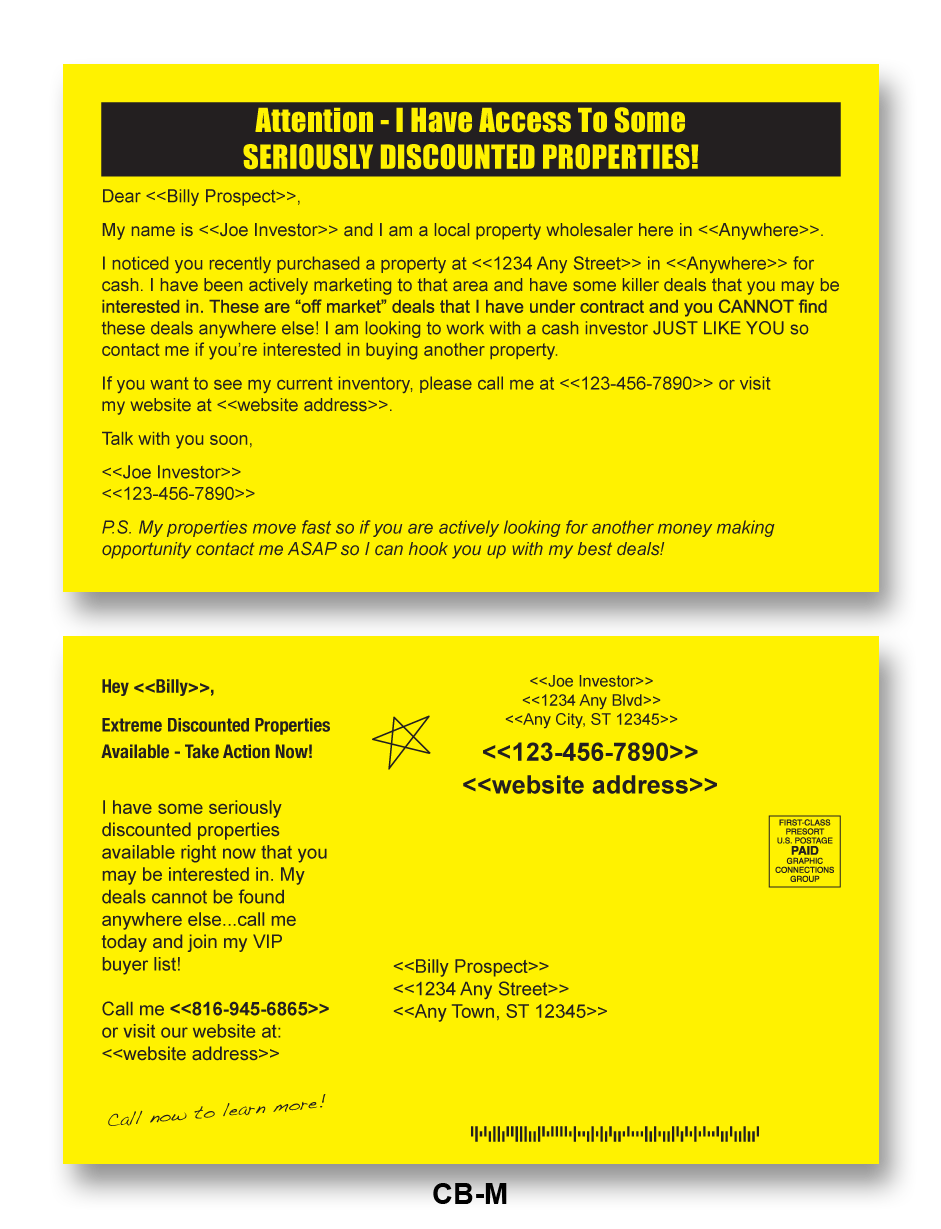 Attention - I Have Access To Some
SERIOUSLY DISCOUNTED PROPERTIES!
Dear <<Billy Prospect>>,
My name is <<Joe Investor>> and I am a local property wholesaler here in <<Anywhere>>.
I noticed you recently purchased a property at <<1234 Any Street>> in <<Anywhere>> for
cash. I have been actively marketing to that area and have some killer deals that you may be
interested in. These are “off market” deals that I have under contract and you CANNOT find
these deals anywhere else! I am looking to work with a cash investor JUST LIKE YOU so
contact me if you’re interested in buying another property.
If you want to see my current inventory, please call me at <<123-456-7890>> or visit
my website at <<website address>>.
Talk with you soon,
<<Joe Investor>>
<<123-456-7890>>
P.S. My properties move fast so if you are actively looking for another money making
opportunity contact me ASAP so I can hook you up with my best deals!
Hey <<Billy>>,
Extreme Discounted Properties
Available - Take Action Now!
I have some seriously
discounted properties
available right now that you
may be interested in. My
deals cannot be found
anywhere else...call me
today and join my VIP
buyer list!
Call me <<816-945-6865>>
or visit our website at:
<<website address>>
Call now to learn more!
<<Joe Investor>>
<<1234 Any Blvd>>
<<Any City, ST 12345>>
<<123-456-7890>>
<<website address>>
FIRST-CLASS
PRESORT
U.S. POSTAGE
PAID
GRAPHIC
CONNECTIONS
GROUP
<<Billy Prospect>>
<<1234 Any Street>>
<<Any Town, ST 12345>>
CB-M